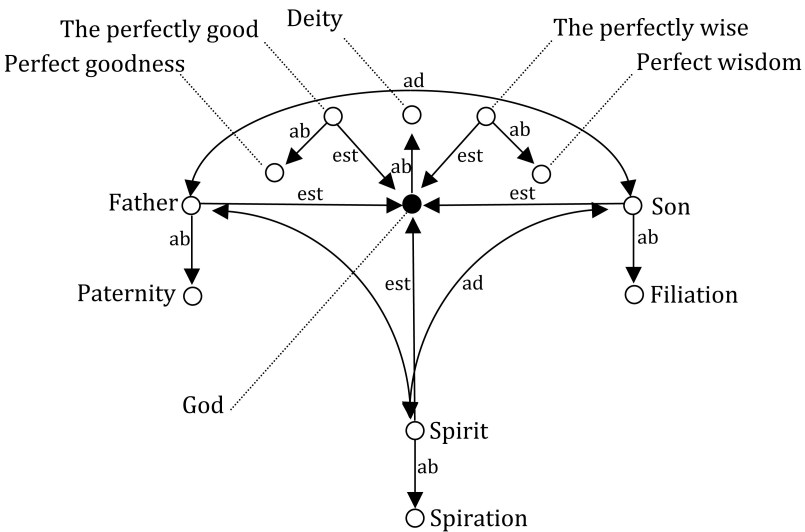 Deity
The perfectly good
The perfectly wise
Perfect goodness
Perfect wisdom
ad
ab
ab
est
ab
est
Father
est
est
Son
ab
ab
Paternity
est
ad
Filiation
God
Spirit
ab
Spiration